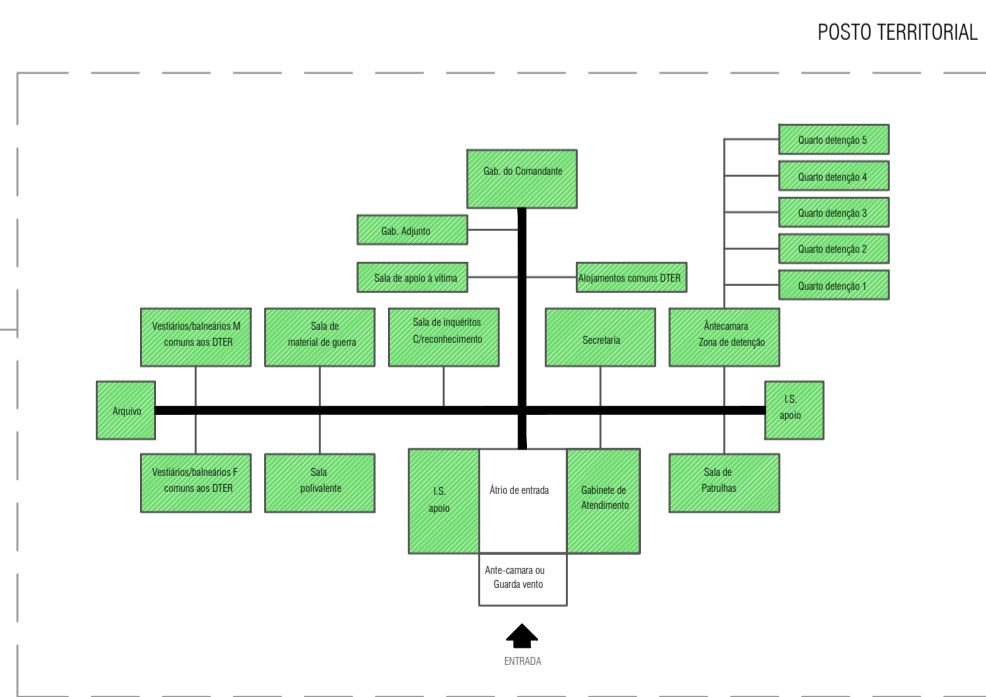 POSTO TERRITORIAL
Quarto detenção 5
Gab. do Comandante
Quarto detenção 4
Quarto detenção 3
Gab. Adjunto
Quarto detenção 2
Sala de apoio à vitima
Alojamentos comuns DTER
Quarto detenção 1
Vestiários/balneários M
comuns aos DTER
Sala de
material de guerra
Sala de inquéritos
C/reconhecimento
Secretaria
Ântecamara
Zona de detenção
Arquivo
I.S.
apoio
Vestiários/balneários F
comuns aos DTER
Sala
polivalente
I.S.
apoio
Átrio de entrada
Gabinete de
Atendimento
Sala de
Patrulhas
Ante-camara ou
Guarda vento
ENTRADA